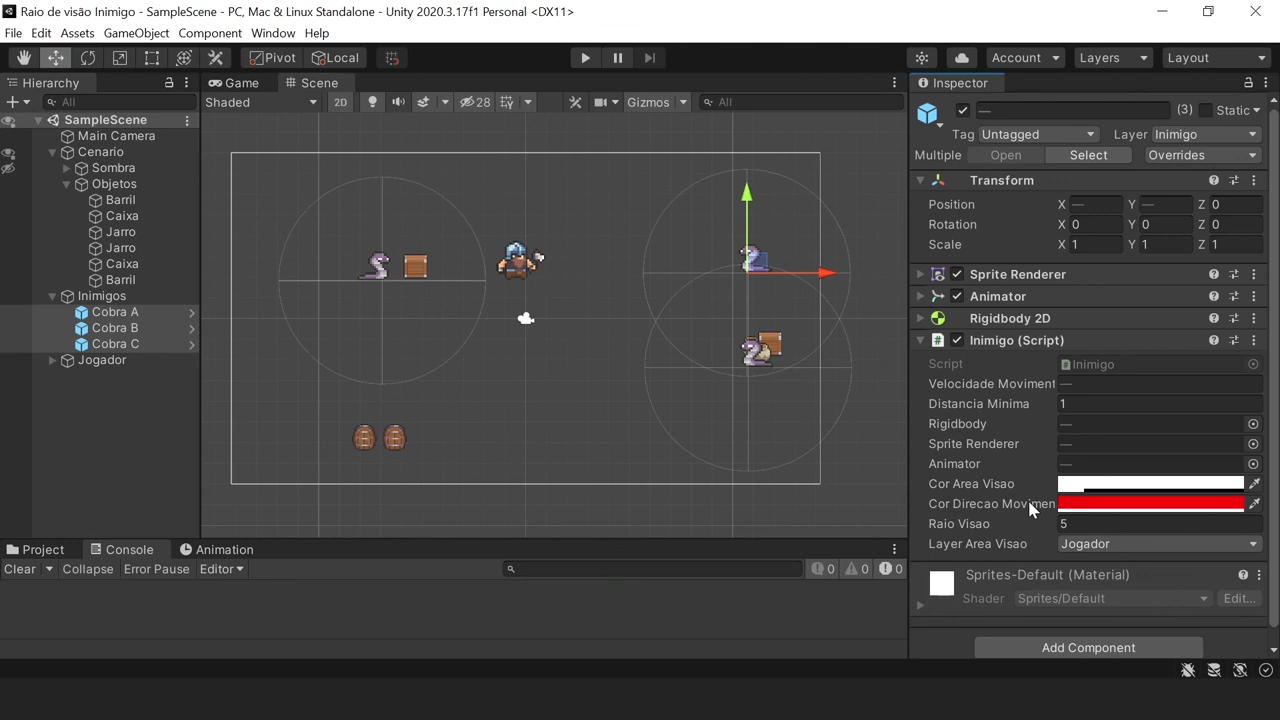 Raio de visão Inimigo - SampleScene - PC, Mac & Linux Standalone - Unity 2020.3.17f1 Personal <DX11>
File Edit Assets GameObject Component Window Help
Pivot Local Account Layers Layout
Hierarchy Game Scene Inspector
All Shaded 2D 28 Gizmos All
— (3) Static
SampleScene
Main Camera
Cenario
Sombra
Objetos
Barril
Caixa
Jarro
Jarro
Caixa
Barril
Inimigos
Cobra A
Cobra B
Cobra C
Jogador
Tag Untagged Layer Inimigo
Multiple Open Select Overrides
Transform
Position X — Y — Z 0
Rotation X 0 Y 0 Z 0
Scale X 1 Y 1 Z 1
Sprite Renderer
Animator
Rigidbody 2D
Inimigo (Script)
Script Inimigo
Velocidade Moviment —
Distancia Minima 1
Rigidbody —
Sprite Renderer —
Animator —
Cor Area Visao
Cor Direcao Movimen
Raio Visao 5
Layer Area Visao Jogador
Sprites-Default (Material)
Shader Sprites/Default Edit...
Add Component
Project Console Animation
Clear Collapse Error Pause Editor 0 0 0